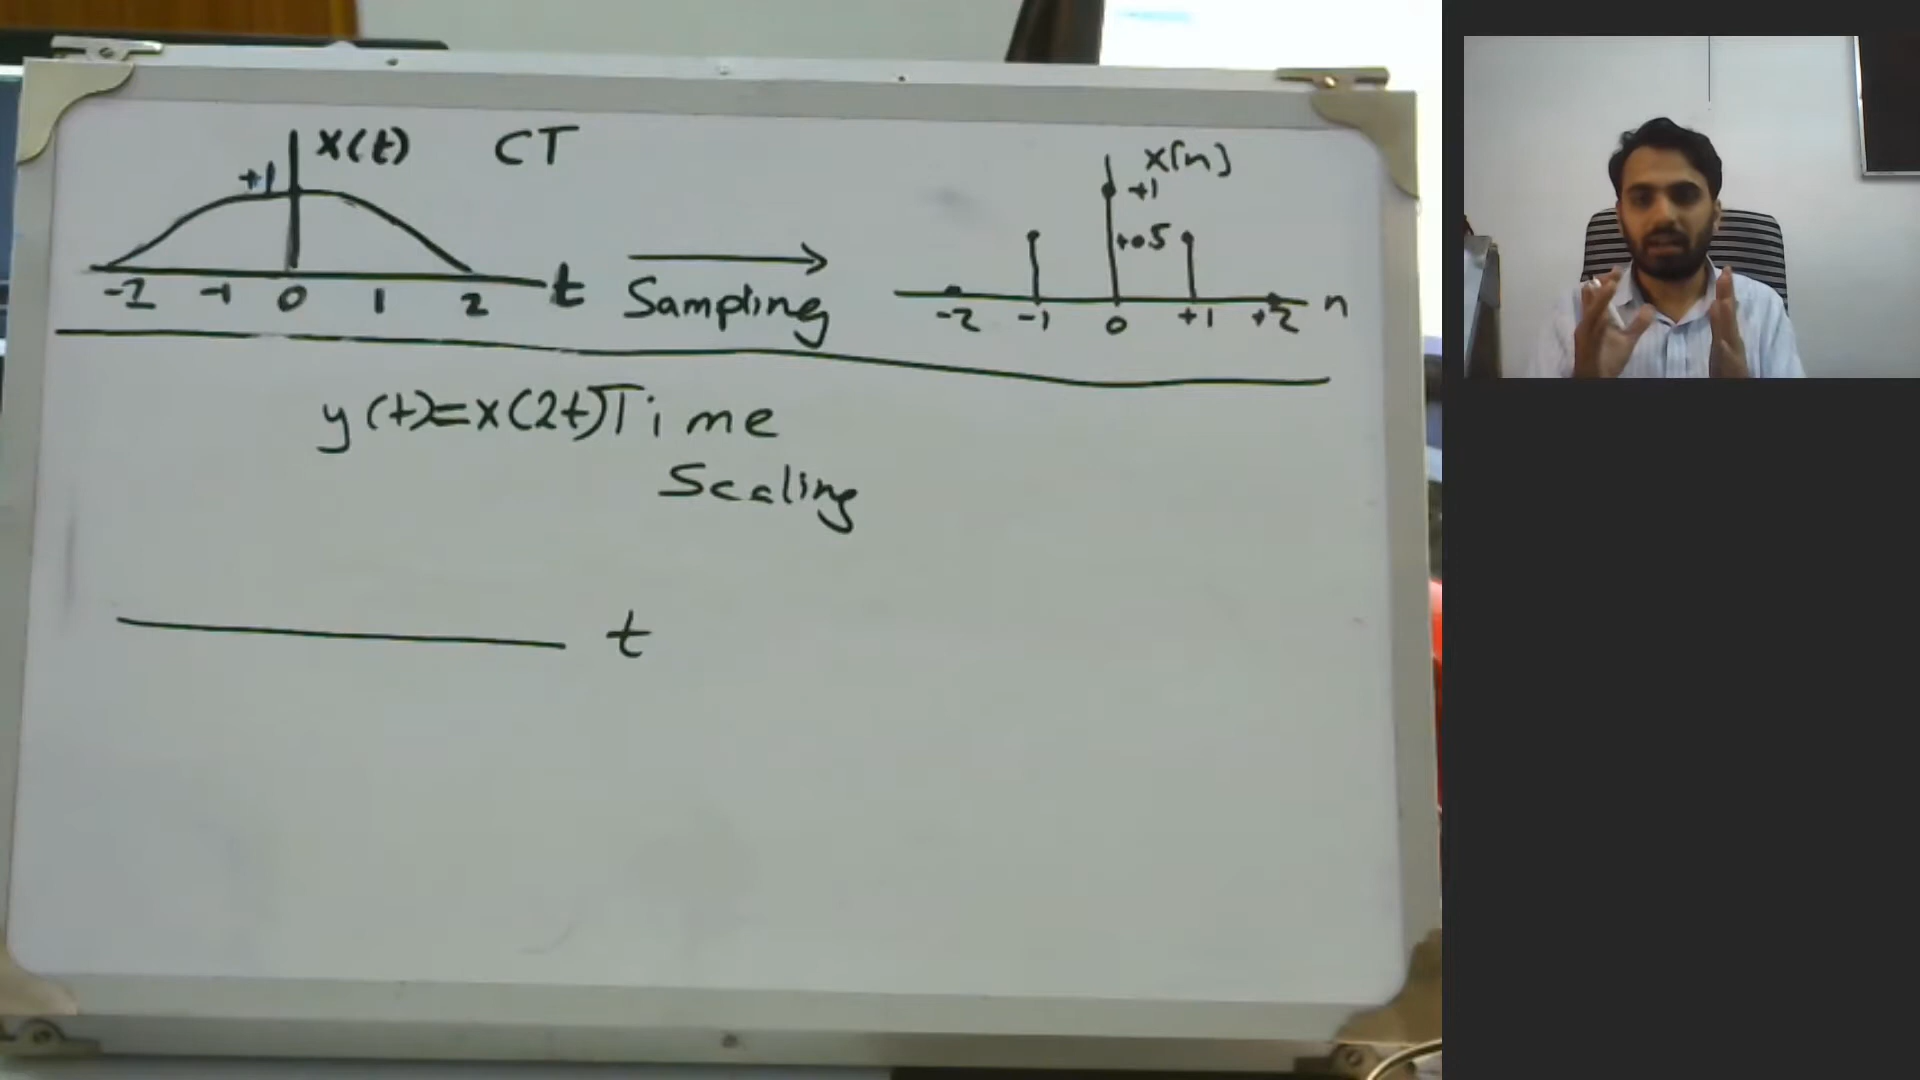 x(t) CT
+1
-2 -1 0 1 2 t
Sampling
x[n]
+1
+0.5
-2 -1 0 +1 +2 n
y(t)=x(2t) Time
Scaling
t